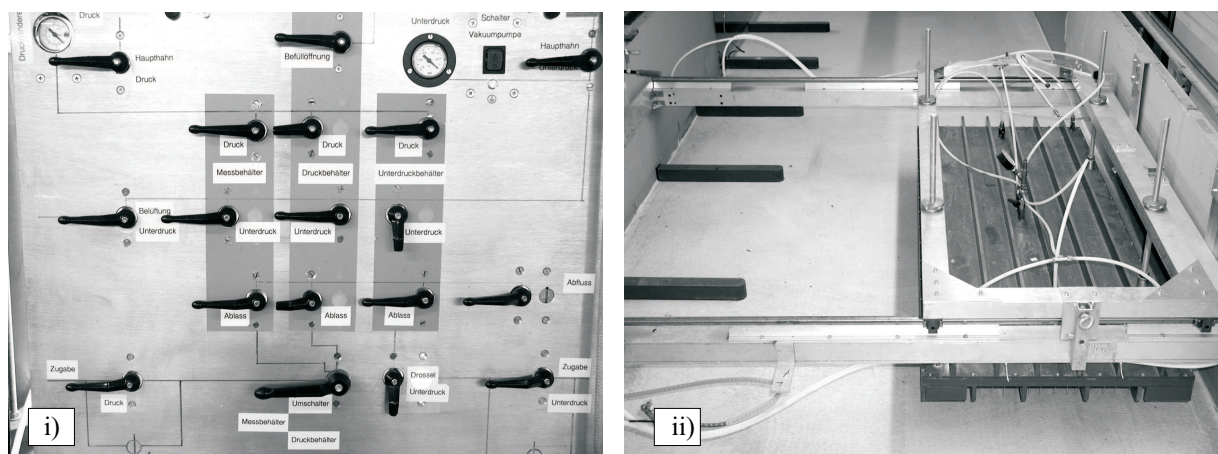 Druck
Unterdruck
Schalter
Vakuumpumpe
Haupthahn
Druck
Befüllöffnung
Haupthahn
Druck
Druck
Druck
Messbehälter
Druckbehälter
Unterdruckbehälter
Belüftung
Unterdruck
Unterdruck
Unterdruck
Unterdruck
Abfluss
Ablass
Ablass
Ablass
Zugabe
Druck
Umschalter
Messbehälter
Druckbehälter
Drossel
Unterdruck
Zugabe
Unterdruck
i)
ii)